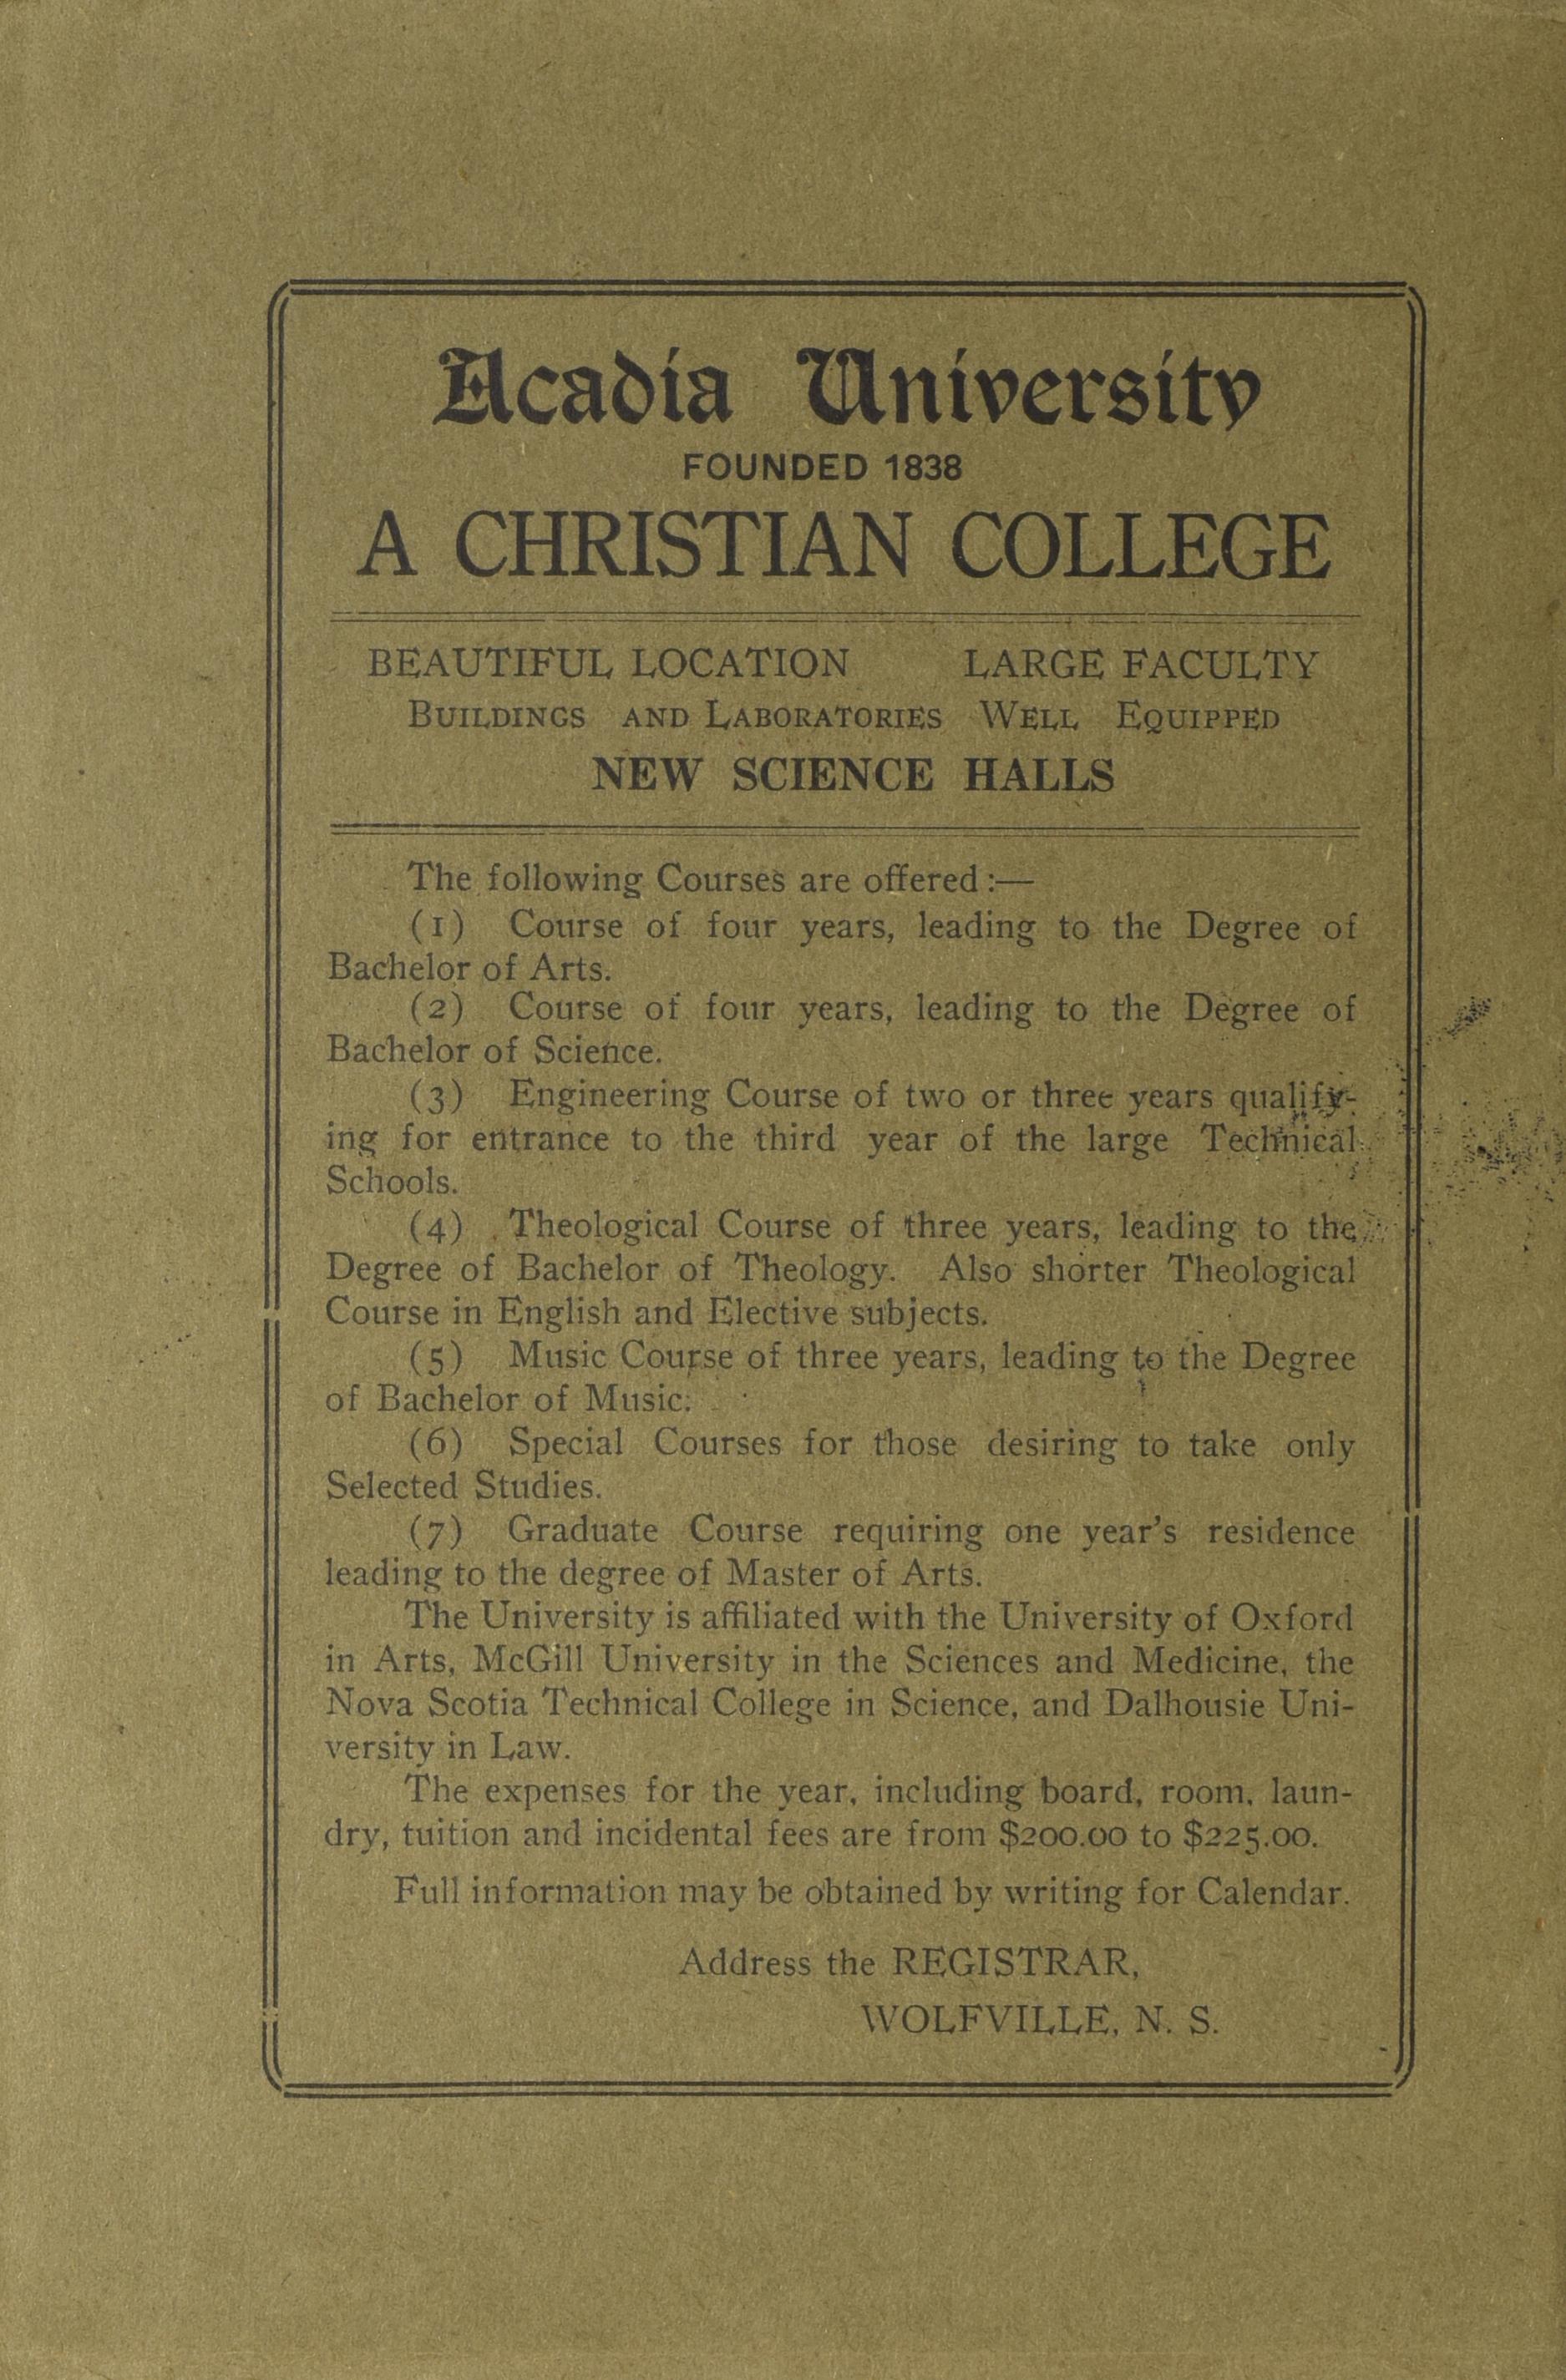 Acadia University
FOUNDED 1838
A CHRISTIAN COLLEGE
BEAUTIFUL LOCATION LARGE FACULTY
BUILDINGS AND LABORATORIES WELL EQUIPPED
NEW SCIENCE HALLS
The following Courses are offered:—
(1) Course of four years, leading to the Degree of
Bachelor of Arts.
(2) Course of four years, leading to the Degree of
Bachelor of Science.
(3) Engineering Course of two or three years qualify-
ing for entrance to the third year of the large Technical
Schools.
(4) Theological Course of three years, leading to the
Degree of Bachelor of Theology. Also shorter Theological
Course in English and Elective subjects.
(5) Music Course of three years, leading to the Degree
of Bachelor of Music.
(6) Special Courses for those desiring to take only
Selected Studies.
(7) Graduate Course requiring one year's residence
leading to the degree of Master of Arts.
The University is affiliated with the University of Oxford
in Arts, McGill University in the Sciences and Medicine, the
Nova Scotia Technical College in Science, and Dalhousie Uni-
versity in Law.
The expenses for the year, including board, room, laun-
dry, tuition and incidental fees are from $200.00 to $225.00.
Full information may be obtained by writing for Calendar.
Address the REGISTRAR,
WOLFVILLE, N. S.